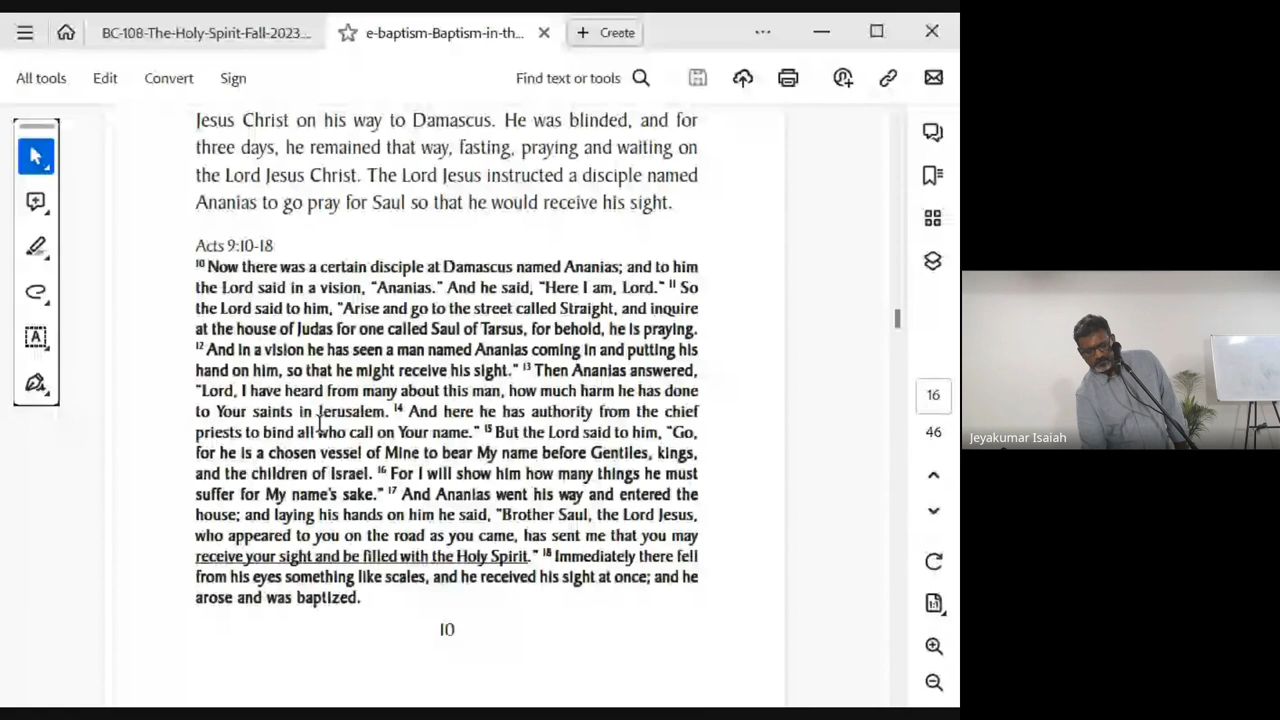 BC-108-The-Holy-Spirit-Fall-2023...
e-baptism-Baptism-in-th...
Create
All tools
Edit
Convert
Sign
Find text or tools
Jesus Christ on his way to Damascus. He was blinded, and for
three days, he remained that way, fasting, praying and waiting on
the Lord Jesus Christ. The Lord Jesus instructed a disciple named
Ananias to go pray for Saul so that he would receive his sight.
Acts 9:10-18
10 Now there was a certain disciple at Damascus named Ananias; and to him
the Lord said in a vision, “Ananias.” And he said, “Here I am, Lord.” 11 So
the Lord said to him, “Arise and go to the street called Straight, and inquire
at the house of Judas for one called Saul of Tarsus, for behold, he is praying.
12 And in a vision he has seen a man named Ananias coming in and putting his
hand on him, so that he might receive his sight.” 13 Then Ananias answered,
“Lord, I have heard from many about this man, how much harm he has done
to Your saints in Jerusalem. 14 And here he has authority from the chief
priests to bind all who call on Your name.” 15 But the Lord said to him, “Go,
for he is a chosen vessel of Mine to bear My name before Gentiles, kings,
and the children of Israel. 16 For I will show him how many things he must
suffer for My name’s sake.” 17 And Ananias went his way and entered the
house; and laying his hands on him he said, “Brother Saul, the Lord Jesus,
who appeared to you on the road as you came, has sent me that you may
receive your sight and be filled with the Holy Spirit.” 18 Immediately there fell
from his eyes something like scales, and he received his sight at once; and he
arose and was baptized.
10
16
46
Jeyakumar Isaiah